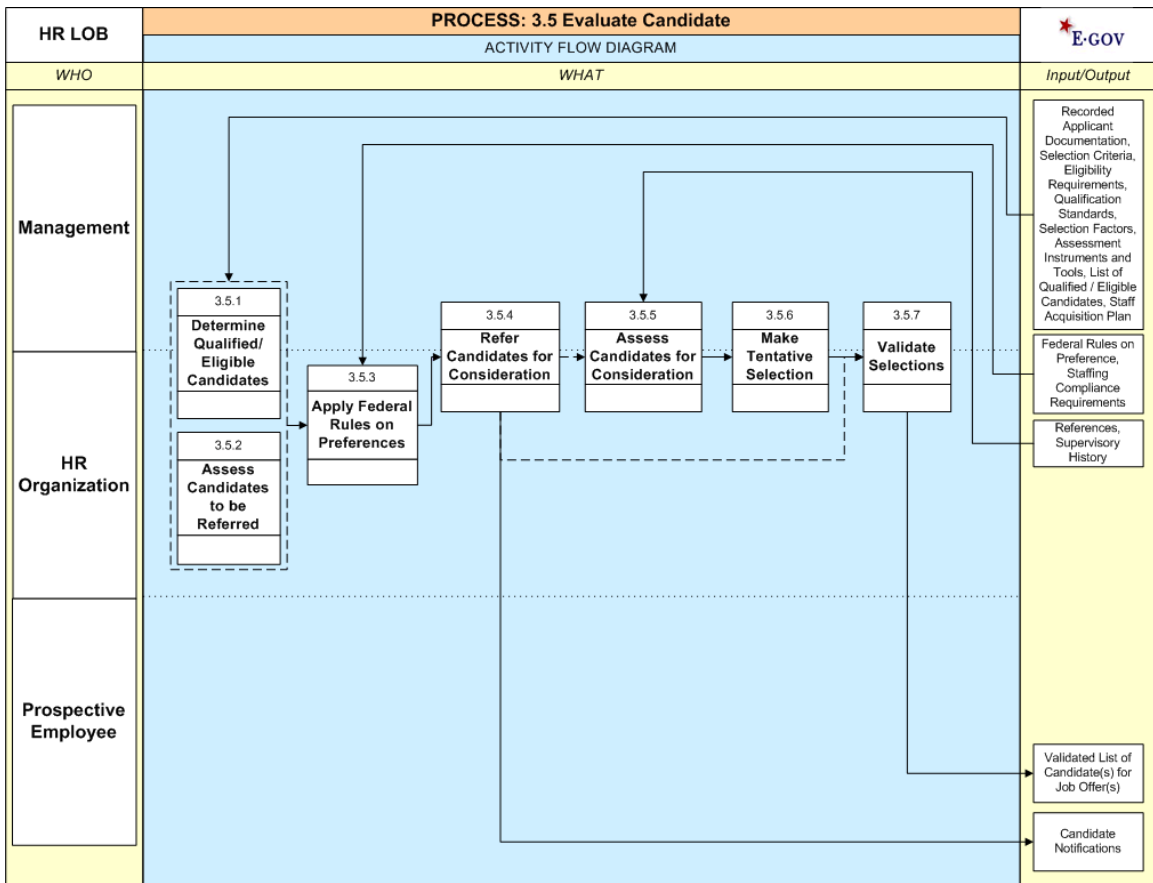 HR LOB
PROCESS: 3.5 Evaluate Candidate
ACTIVITY FLOW DIAGRAM
E·GOV
WHO
WHAT
Input/Output
Management
HR
Organization
Prospective
Employee
3.5.1
Determine
Qualified/
Eligible
Candidates
3.5.2
Assess
Candidates
to be
Referred
3.5.3
Apply Federal
Rules on
Preferences
3.5.4
Refer
Candidates for
Consideration
3.5.5
Assess
Candidates for
Consideration
3.5.6
Make
Tentative
Selection
3.5.7
Validate
Selections
Recorded
Applicant
Documentation,
Selection Criteria,
Eligibility
Requirements,
Qualification
Standards,
Selection Factors,
Assessment
Instruments and
Tools, List of
Qualified / Eligible
Candidates, Staff
Acquisition Plan
Federal Rules on
Preference,
Staffing
Compliance
Requirements
References,
Supervisory
History
Validated List of
Candidate(s) for
Job Offer(s)
Candidate
Notifications